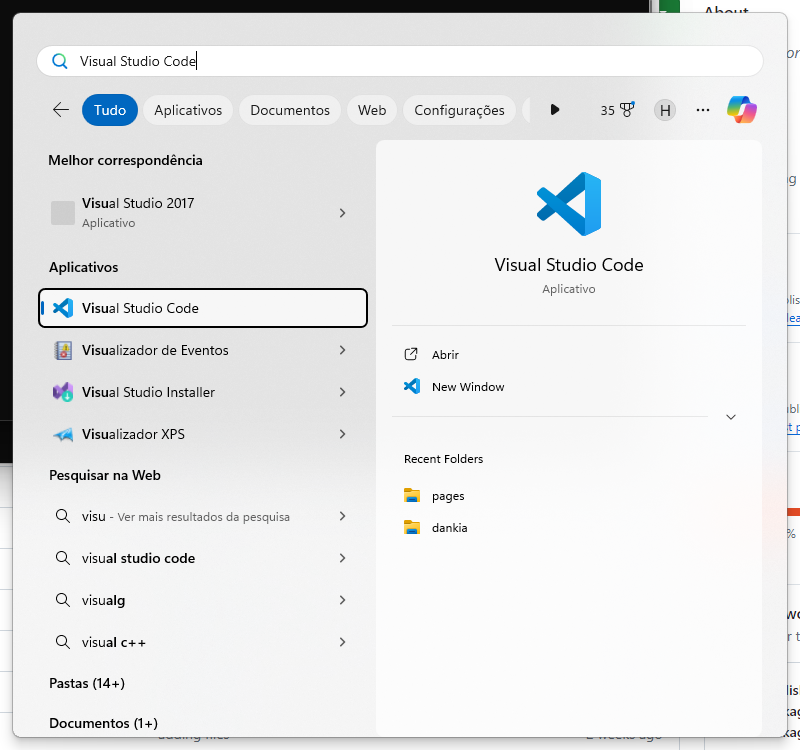 About
Visual Studio Code
Tudo
Aplicativos
Documentos
Web
Configurações
35
H
Melhor correspondência
Visual Studio 2017
Aplicativo
Aplicativos
Visual Studio Code
Visualizador de Eventos
Visual Studio Installer
Visualizador XPS
Pesquisar na Web
visu - Ver mais resultados da pesquisa
visual studio code
visualg
visual c++
Pastas (14+)
Documentos (1+)
Visual Studio Code
Aplicativo
Abrir
New Window
Recent Folders
pages
dankia